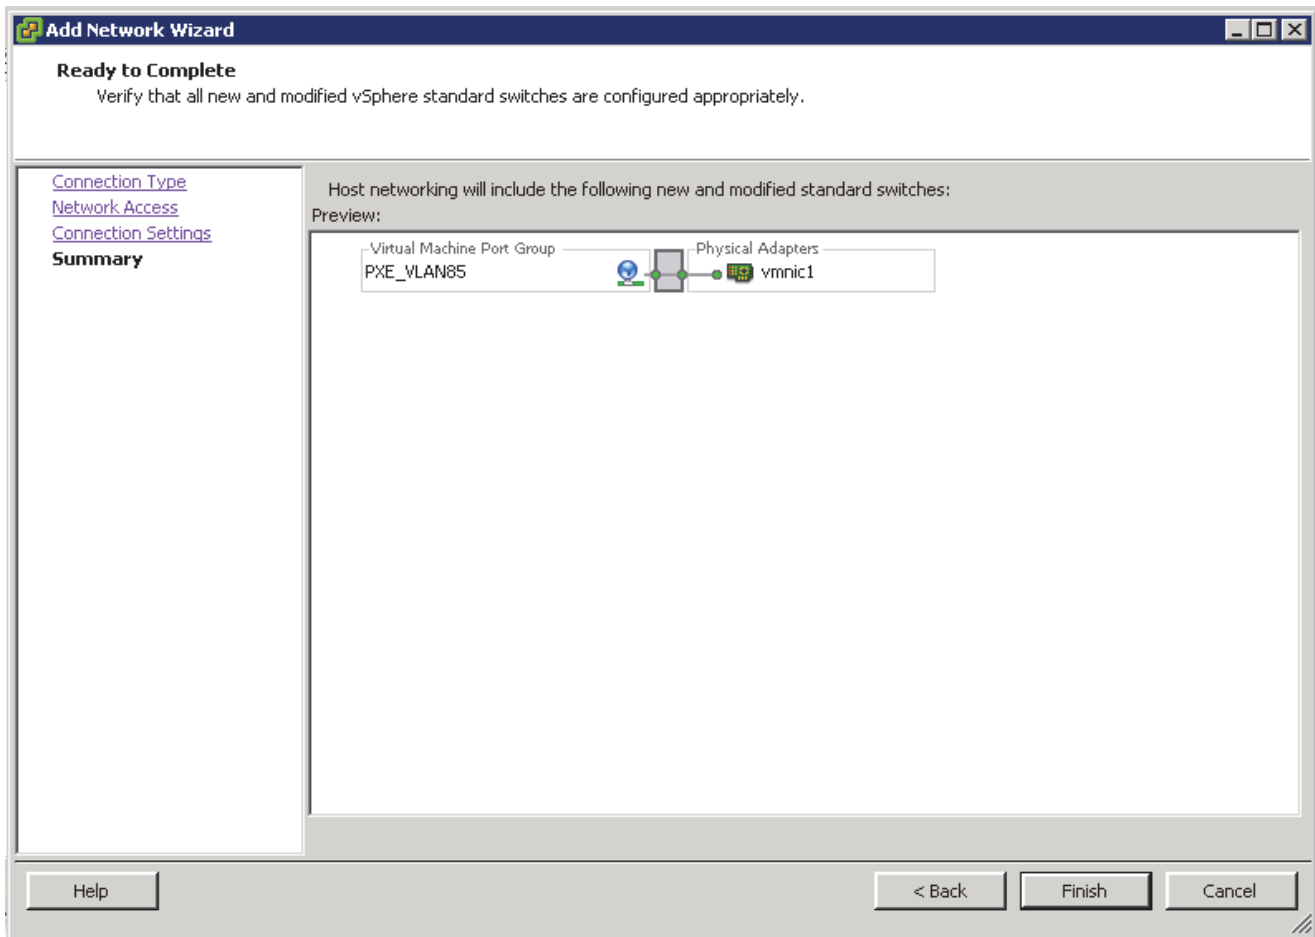 Add Network Wizard
Ready to Complete
Verify that all new and modified vSphere standard switches are configured appropriately.
Connection Type
Network Access
Connection Settings
Summary
Host networking will include the following new and modified standard switches:
Preview:
Virtual Machine Port Group
PXE_VLAN85
Physical Adapters
vmnic1
Help
< Back
Finish
Cancel